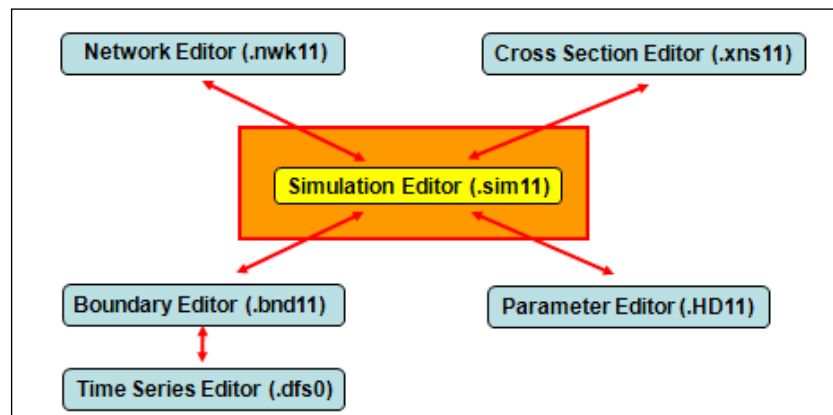 Network Editor (.nwk11)
Cross Section Editor (.xns11)
Simulation Editor (.sim11)
Boundary Editor (.bnd11)
Parameter Editor (.HD11)
Time Series Editor (.dfs0)